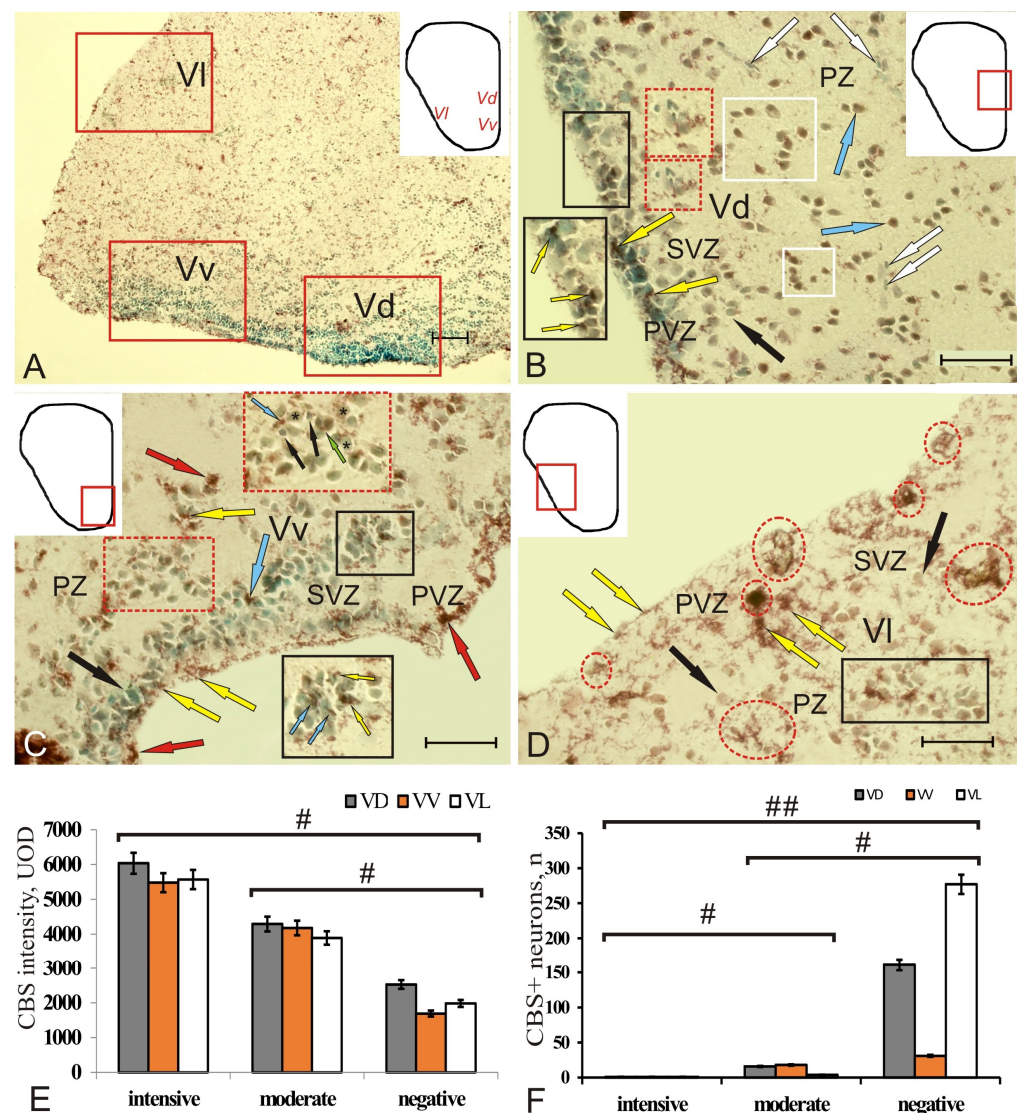 Vl
Vl
Vd
Vv
Vv
Vd
A
PZ
Vd
SVZ
PVZ
B
* *
*
Vv
PZ
SVZ
PVZ
C
SVZ
PVZ
Vl
PZ
D
VD VV VL
#
#
CBS intensity, UOD
7000
6000
5000
4000
3000
2000
1000
0
intensive moderate negative
E
VD VV VL
##
#
#
CBS+ neurons, n
350
300
250
200
150
100
50
0
intensive moderate negative
F